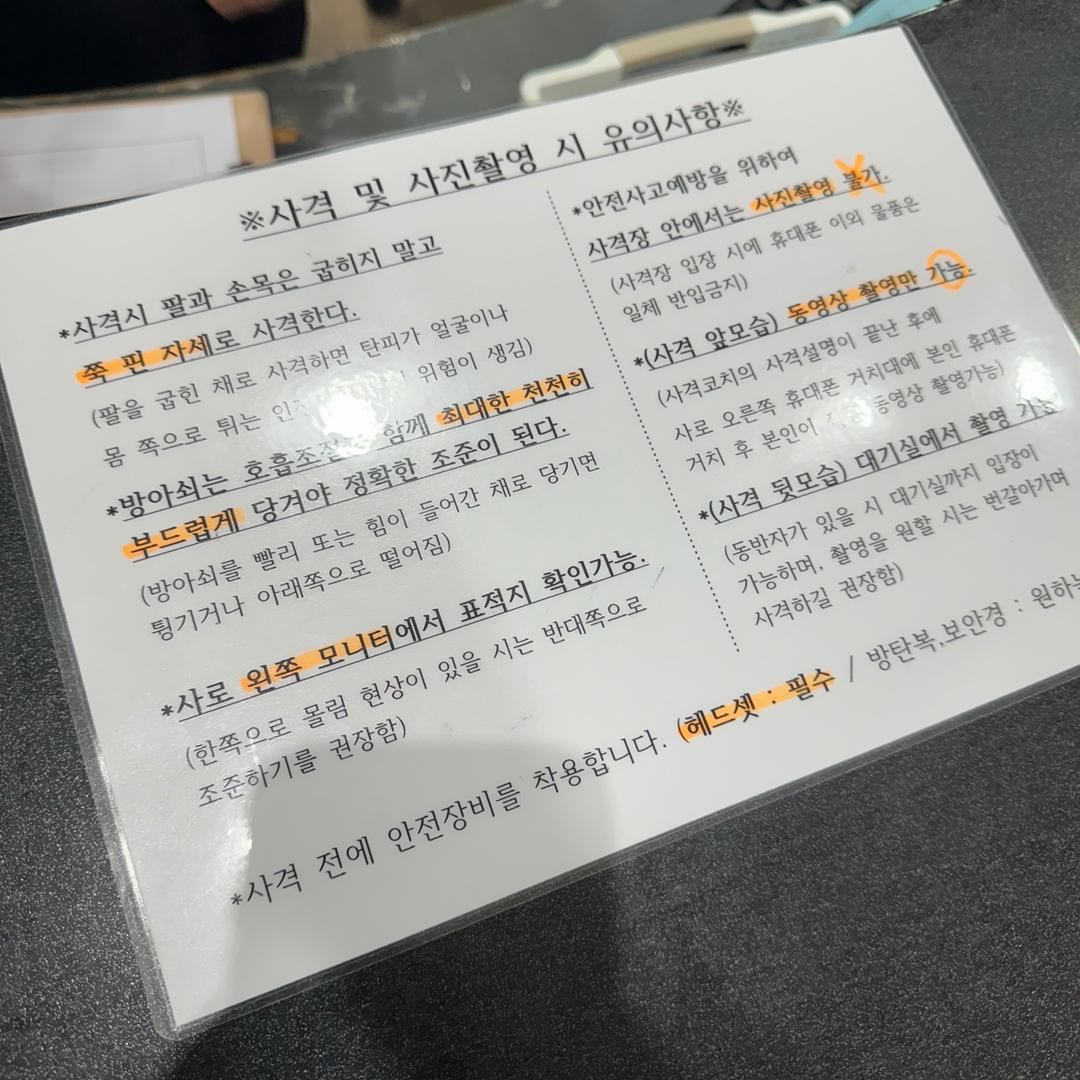 ※사격 및 사진촬영 시 유의사항※
*사격시 팔과 손목은 굽히지 말고
쭉 편 자세로 사격한다.
(팔을 굽힌 채로 사격하면 탄피가 얼굴이나
몸 쪽으로 튀는 위험이 생김)
*방아쇠는 호흡조절 함께 최대한 천천히
부드럽게 당겨야 정확한 조준이 된다.
(방아쇠를 빨리 또는 힘이 들어간 채로 당기면
튕기거나 아래쪽으로 떨어짐)
*사로 왼쪽 모니터에서 표적지 확인가능.
(한쪽으로 몰림 현상이 있을 시는 반대쪽으로
조준하기를 권장함)
*안전사고예방을 위하여
사격장 안에서는 사진촬영 불가.
(사격장 입장 시에 휴대폰 이외 물품은
일체 반입금지)
*(사격 앞모습) 동영상 촬영만 가능.
(사격코치의 사격설명이 끝난 후에
사로 오른쪽 휴대폰 거치대에 본인 휴대폰
거치 후 본인이 동영상 촬영가능)
*(사격 뒷모습) 대기실에서 촬영 가능
(동반자가 있을 시 대기실까지 입장이
가능하며, 촬영을 원할 시는 번갈아가며
사격하길 권장함)
*사격 전에 안전장비를 착용합니다. (헤드셋 : 필수 / 방탄복,보안경 : 원하는